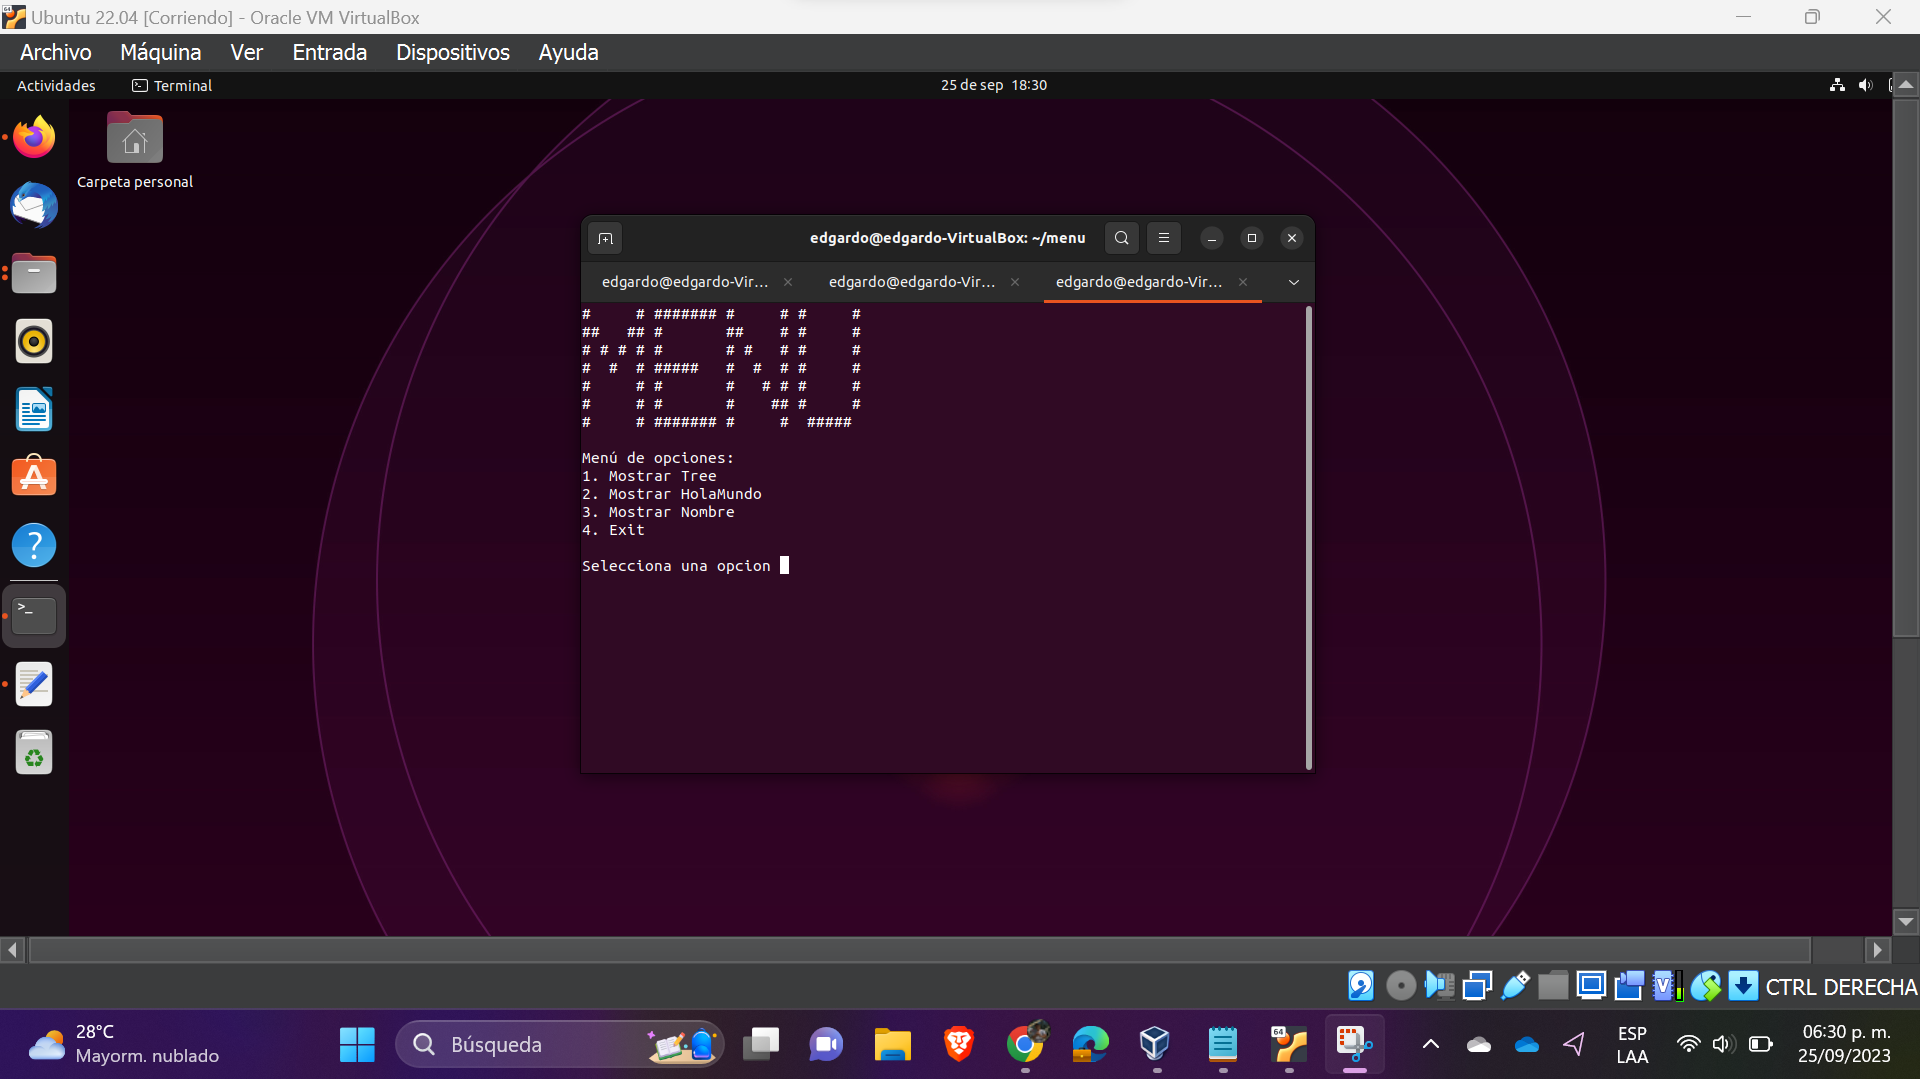 Ubuntu 22.04 [Corriendo] - Oracle VM VirtualBox
Archivo Máquina Ver Entrada Dispositivos Ayuda
Actividades Terminal 25 de sep 18:30
Carpeta personal
edgardo@edgardo-VirtualBox: ~/menu
edgardo@edgardo-Vir... edgardo@edgardo-Vir... edgardo@edgardo-Vir...
#     # ####### #     # #     #
##   ## #       ##    # #     #
# # # # #       # #   # #     #
#  #  # #####   #  #  # #     #
#     # #       #   # # #     #
#     # #       #    ## #     #
#     # ####### #     #  #####
Menú de opciones:
1. Mostrar Tree
2. Mostrar HolaMundo
3. Mostrar Nombre
4. Exit
Selecciona una opcion
CTRL DERECHA
28°C
Mayorm. nublado
Búsqueda
64
ESP
LAA
06:30 p. m.
25/09/2023